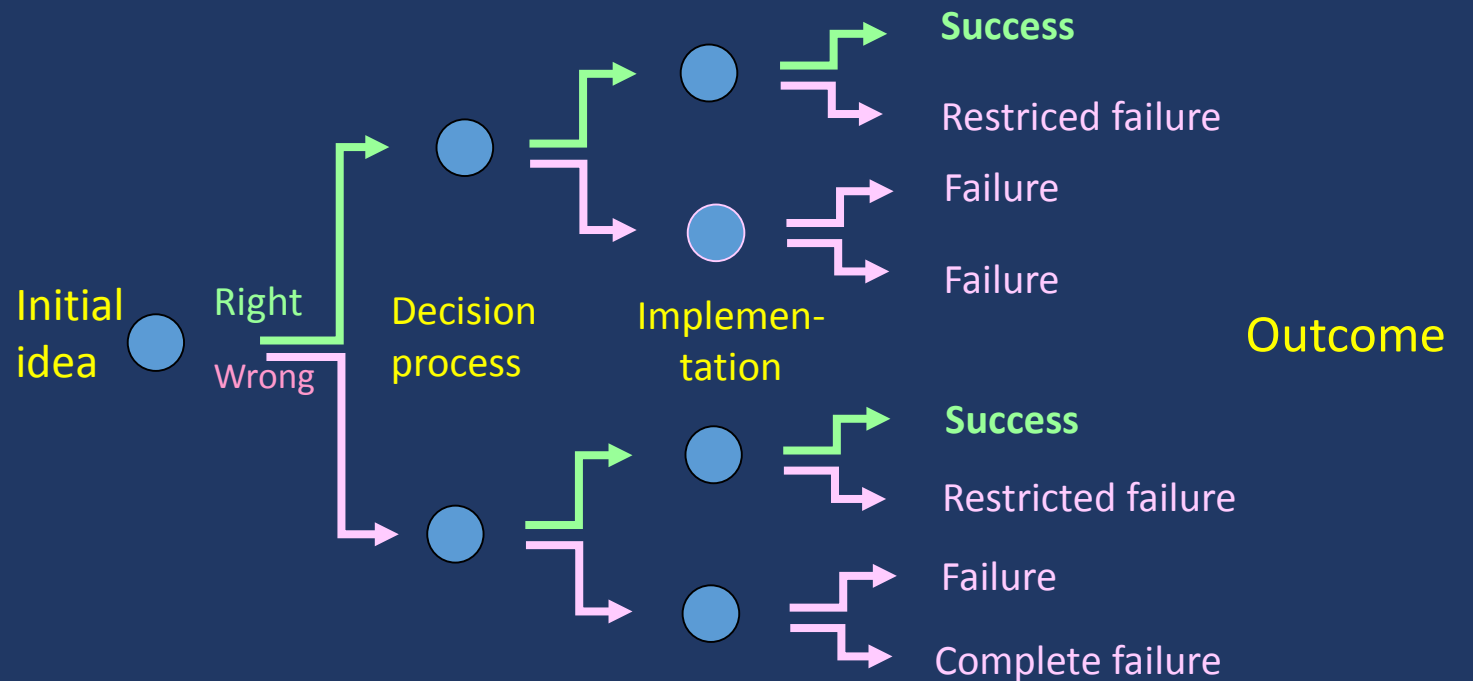 Success
Restriced failure
Failure
Failure
Initial
idea
Right
Wrong
Decision
process
Implemen-
tation
Outcome
Success
Restricted failure
Failure
Complete failure